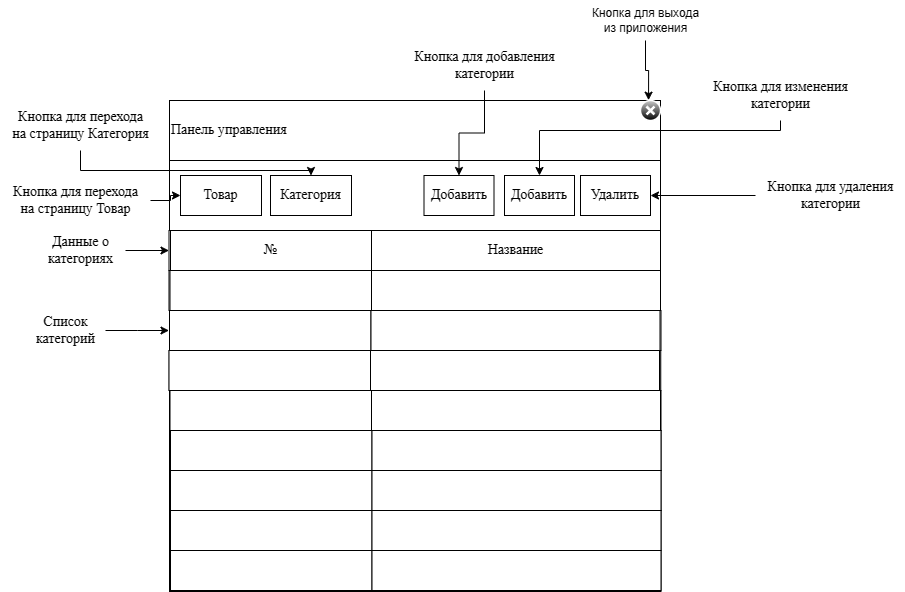 Кнопка для выхода
из приложения
Кнопка для добавления
категории
Кнопка для изменения
категории
Кнопка для перехода
на страницу Категория
Панель управления
Кнопка для перехода
на страницу Товар
Товар
Категория
Добавить
Добавить
Удалить
Кнопка для удаления
категории
Данные о
категориях
№
Название
Список
категорий